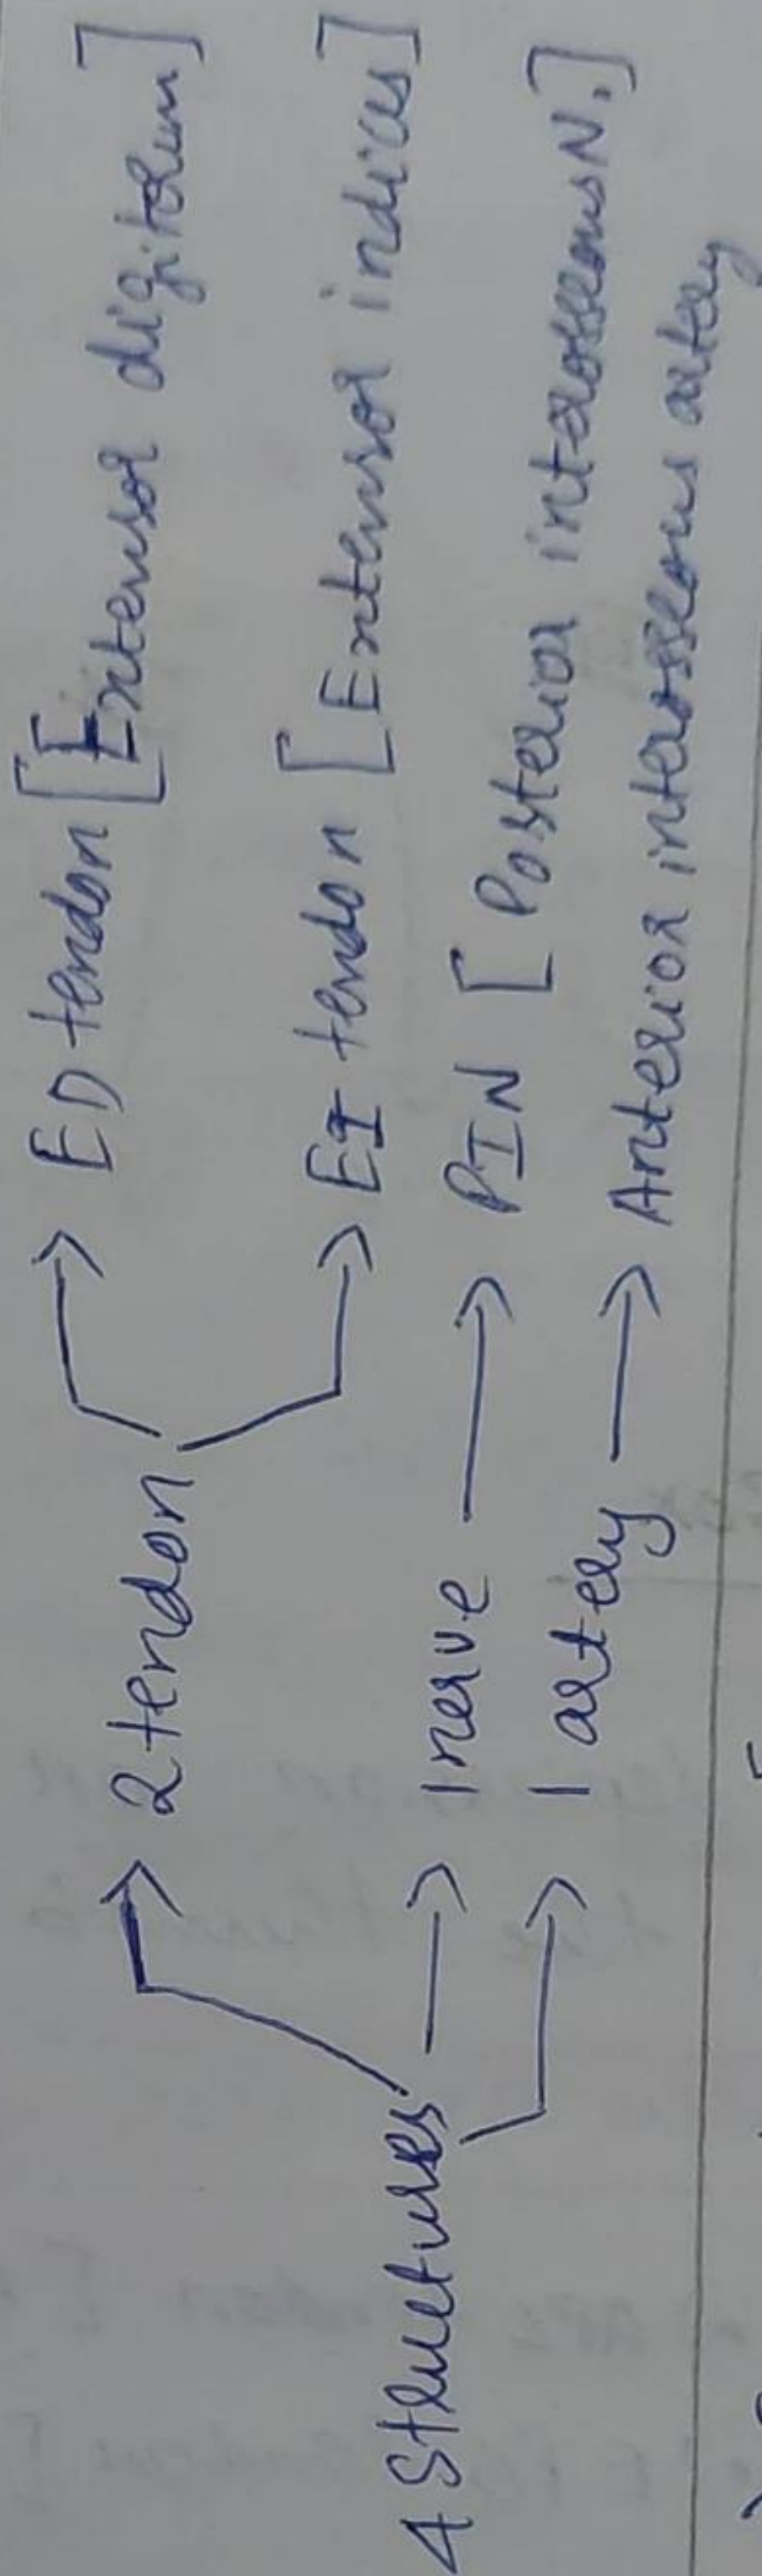 4 Structures → 2 tendon → ED tendon [Extensor digitorum]
→ EI tendon [Extensor indices]
→ 1 nerve → PIN [Posterior interosseous N.]
→ 1 artery → Anterior interosseous artery